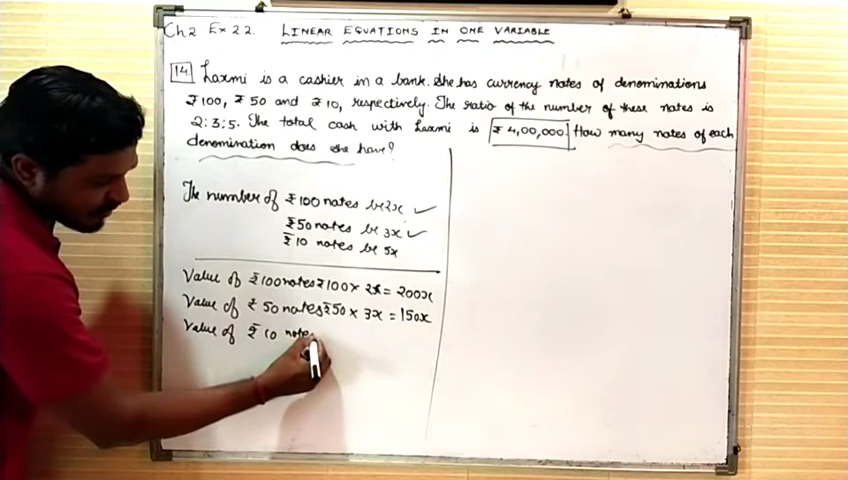 Ch 2 Ex 2.2. LINEAR EQUATIONS IN ONE VARIABLE
14 Laxmi is a cashier in a bank. She has currency notes of denominations
₹100, ₹ 50 and ₹10, respectively. The ratio of the number of these notes is
2:3:5. The total cash with Laxmi is ₹ 4,00,000. How many notes of each
denomination does she have?
The number of ₹100 notes be 2x ✓
₹50 notes be 3x ✓
₹10 notes be 5x
Value of ₹100 notes ₹100 × 2x = 200x
Value of ₹ 50 notes ₹50 × 3x = 150x
Value of ₹ 10 note